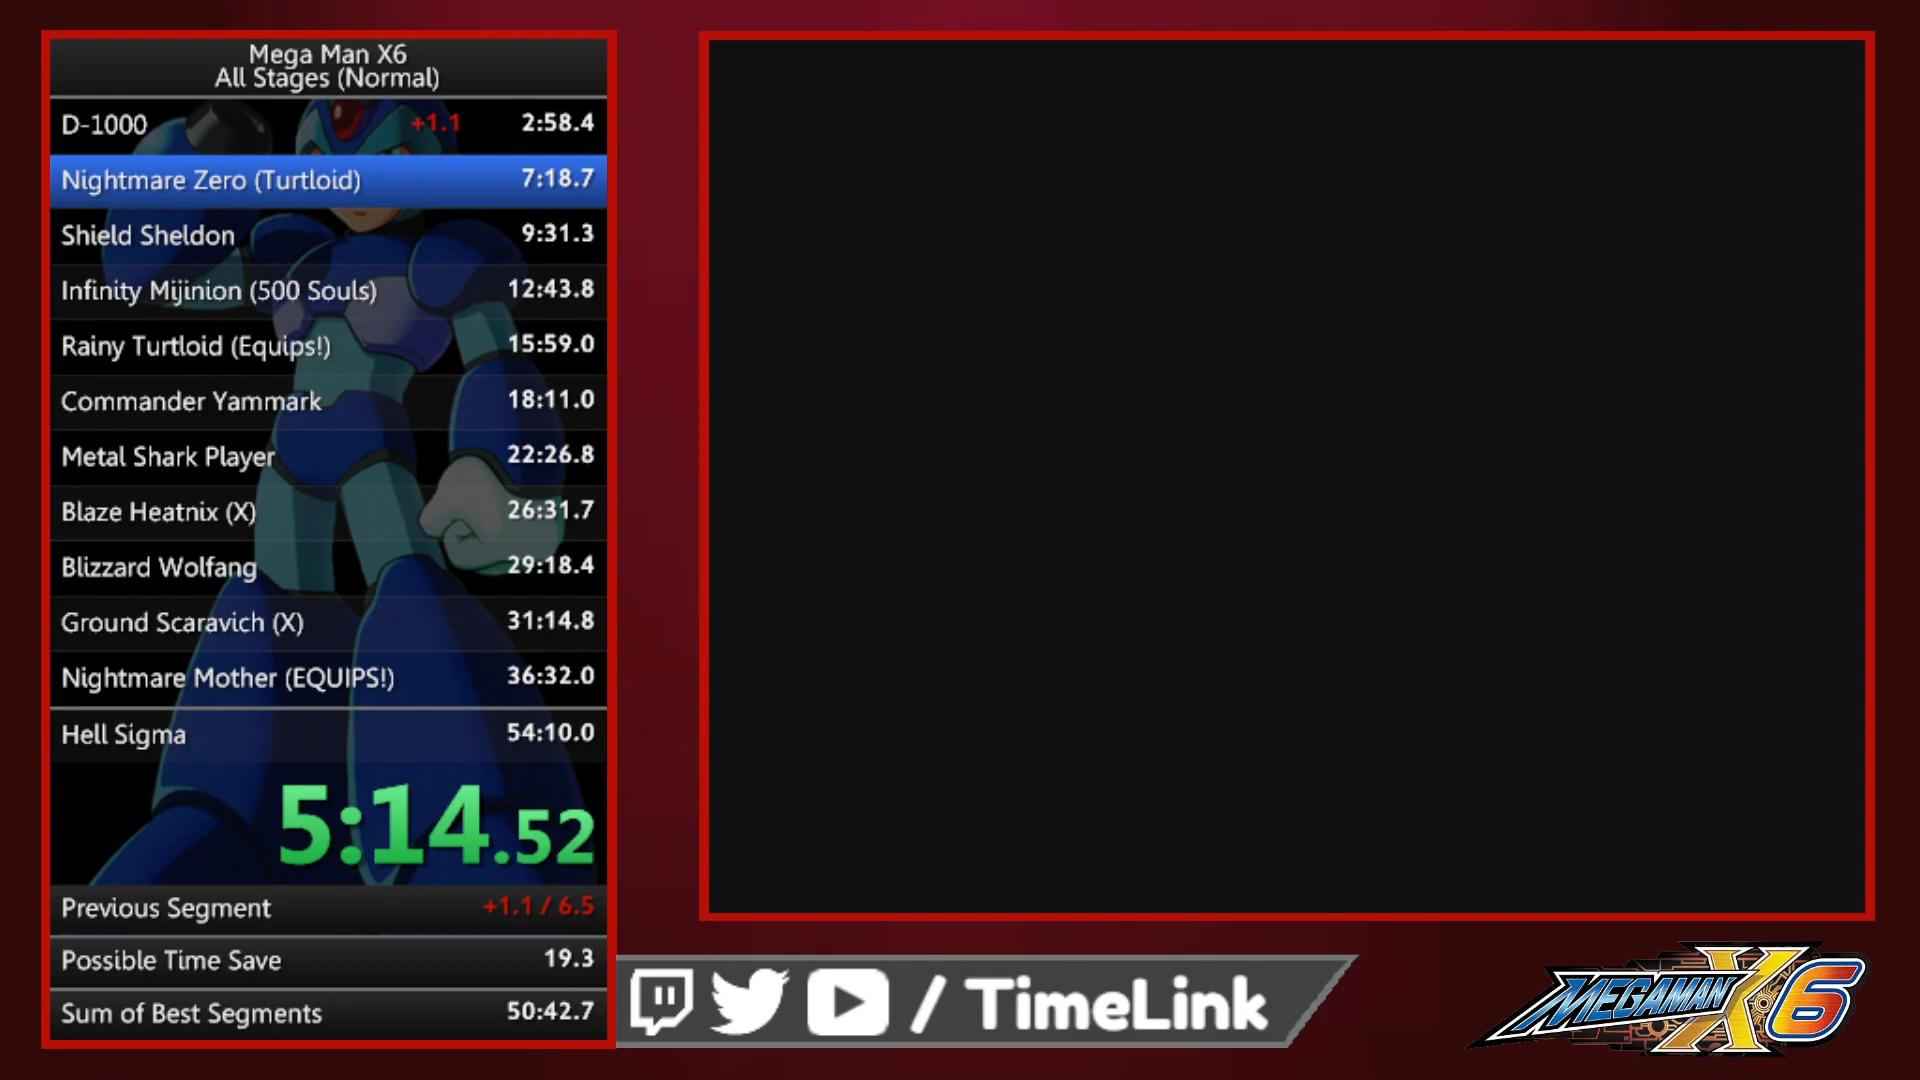 Mega Man X6
All Stages (Normal)
D-1000 +1.1 2:58.4
Nightmare Zero (Turtloid) 7:18.7
Shield Sheldon 9:31.3
Infinity Mijinion (500 Souls) 12:43.8
Rainy Turtloid (Equips!) 15:59.0
Commander Yammark 18:11.0
Metal Shark Player 22:26.8
Blaze Heatnix (X) 26:31.7
Blizzard Wolfang 29:18.4
Ground Scaravich (X) 31:14.8
Nightmare Mother (EQUIPS!) 36:32.0
Hell Sigma 54:10.0
5:14.52
Previous Segment +1.1 / 6.5
Possible Time Save 19.3
Sum of Best Segments 50:42.7
/ TimeLink
MEGAMAN X6